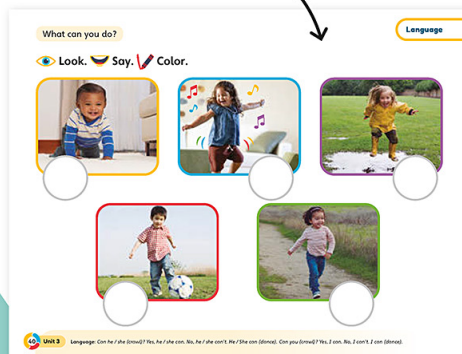 What can you do?
Language
Look. Say. Color.
40 Unit 3 Language: Can he / she (crawl)? Yes, he / she can. No, he / she can't. He / She can (dance). Can you (crawl)? Yes, I can. No, I can't. I can (dance).